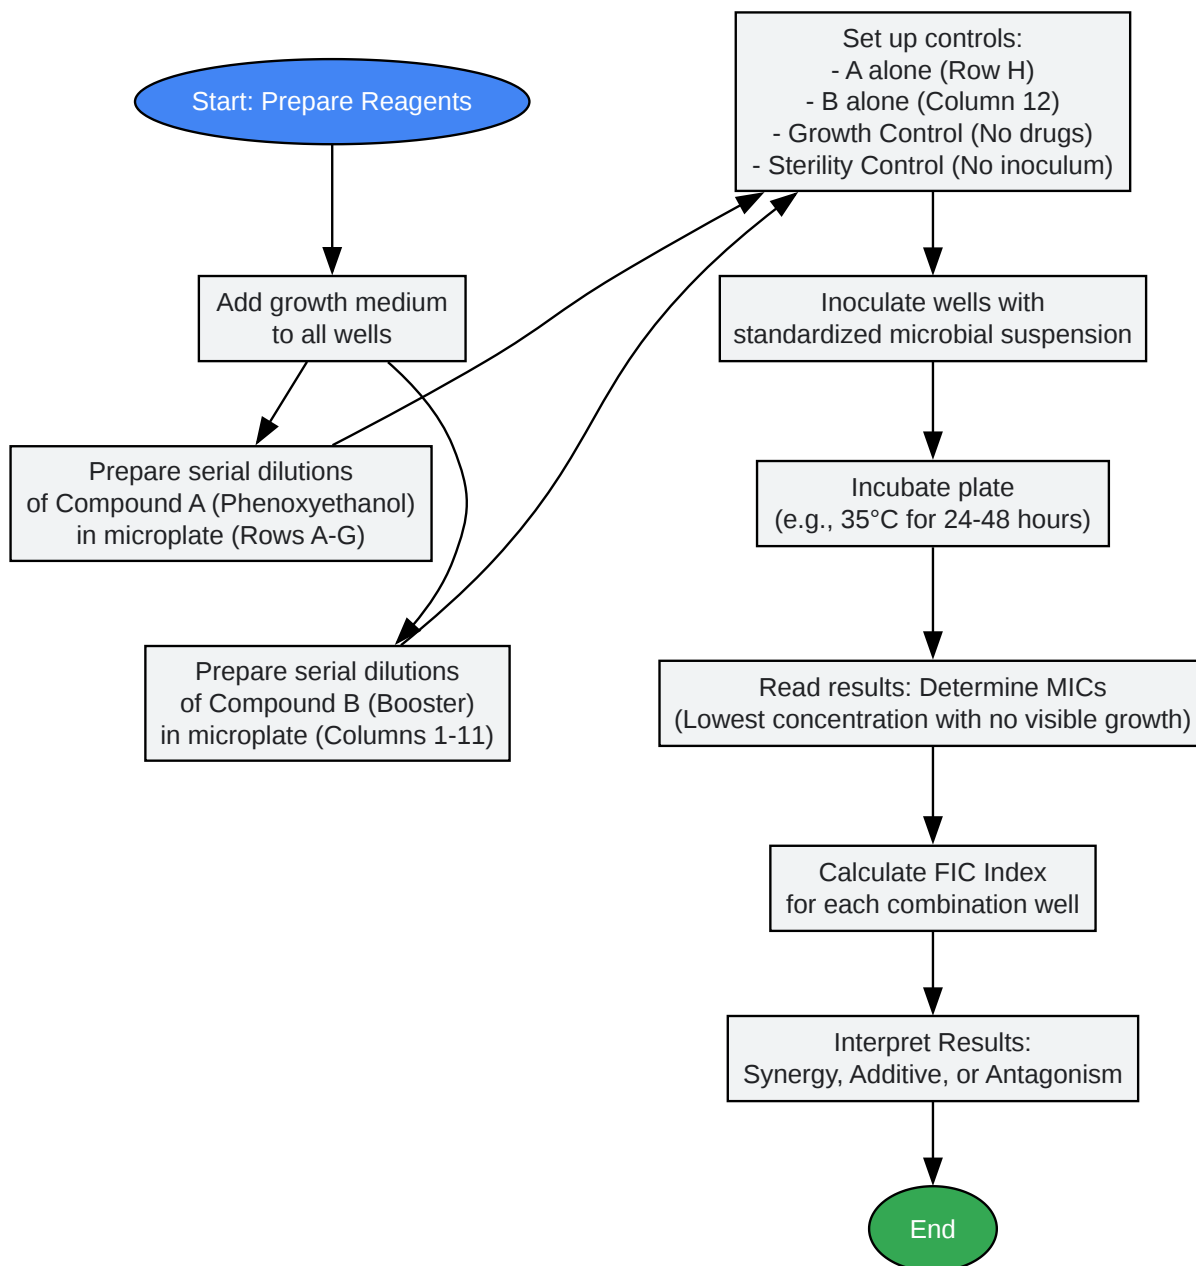 Start: Prepare Reagents
Add growth medium
to all wells
Prepare serial dilutions
of Compound A (Phenoxyethanol)
in microplate (Rows A-G)
Prepare serial dilutions
of Compound B (Booster)
in microplate (Columns 1-11)
Set up controls:
- A alone (Row H)
- B alone (Column 12)
- Growth Control (No drugs)
- Sterility Control (No inoculum)
Inoculate wells with
standardized microbial suspension
Incubate plate
(e.g., 35°C for 24-48 hours)
Read results: Determine MICs
(Lowest concentration with no visible growth)
Calculate FIC Index
for each combination well
Interpret Results:
Synergy, Additive, or Antagonism
End